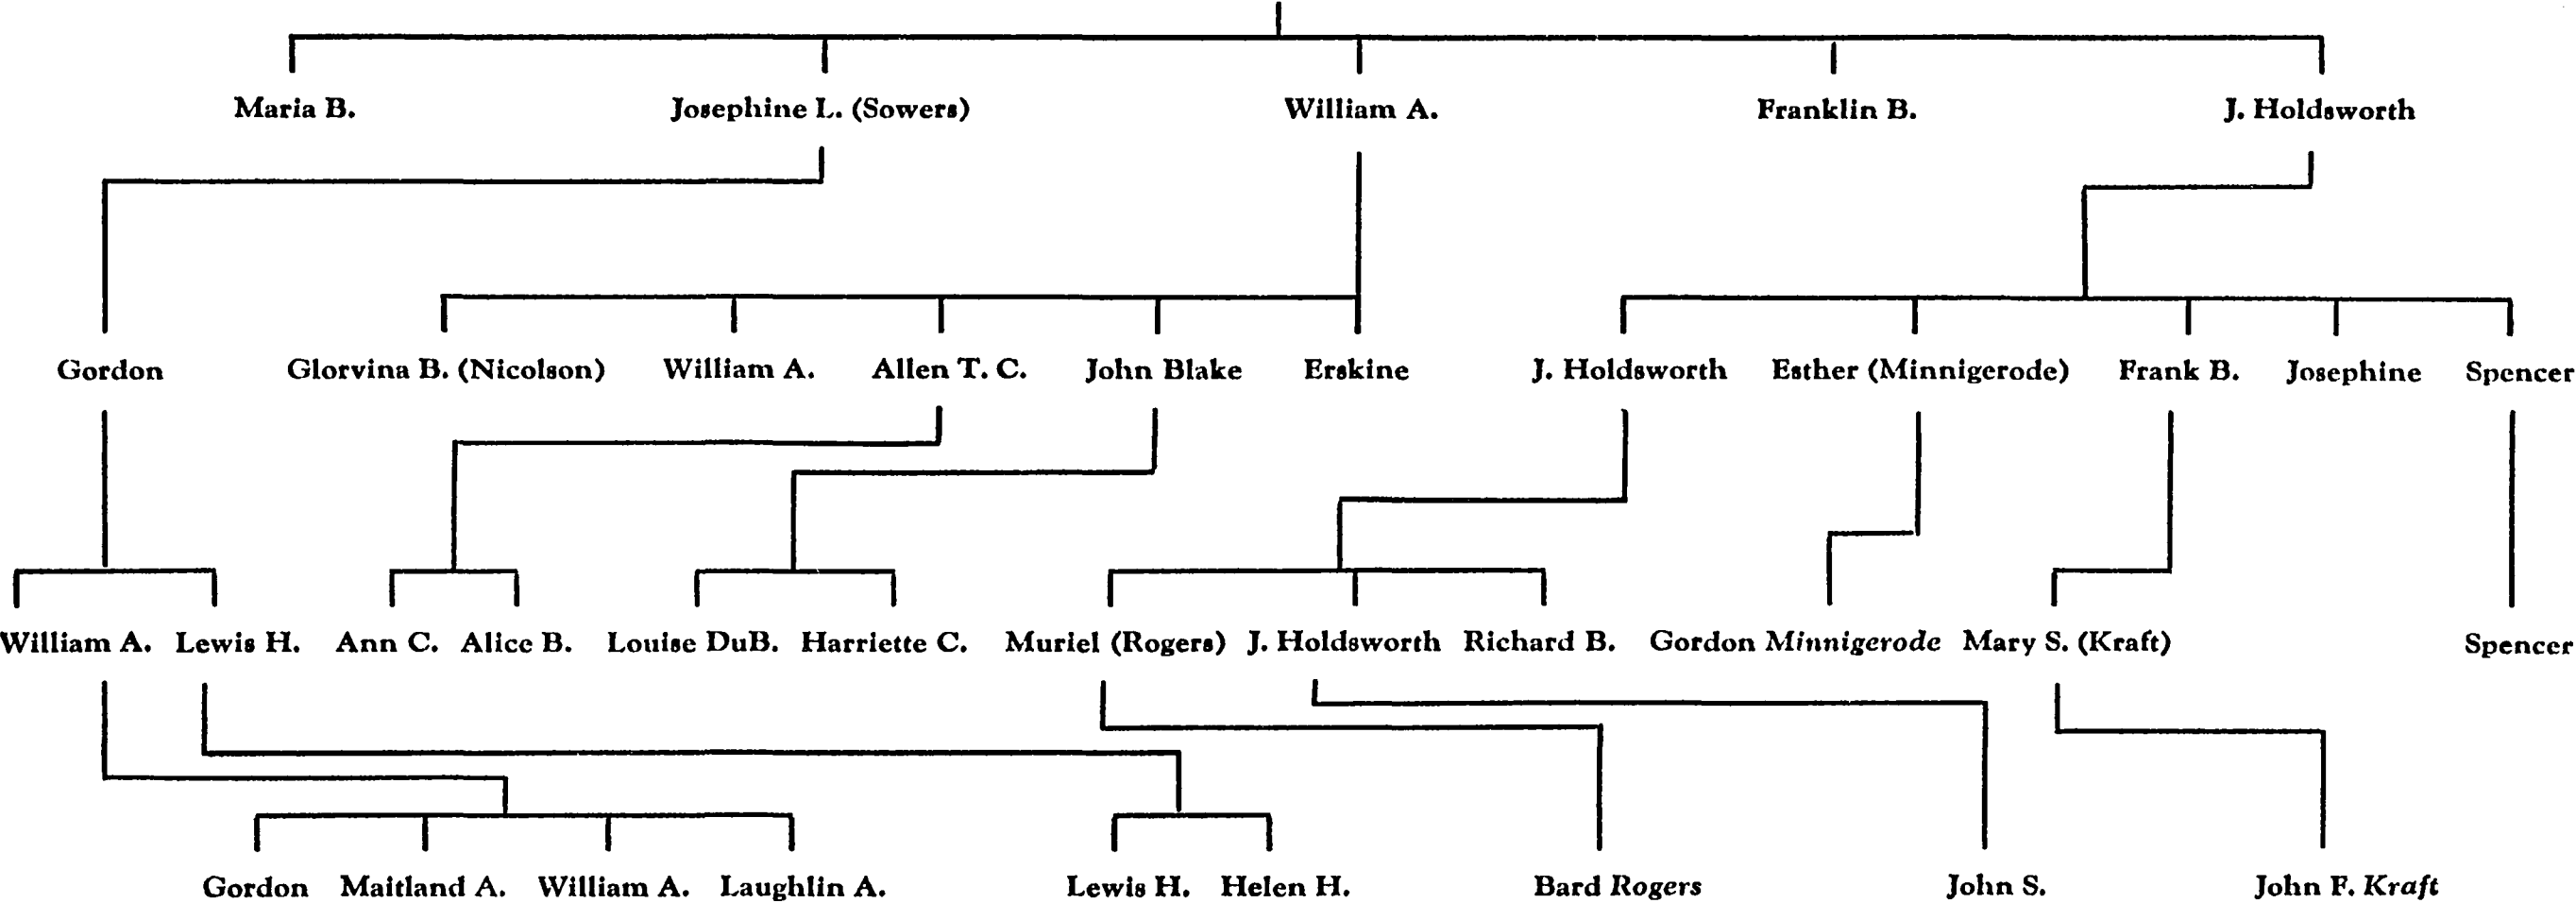 Maria B. Josephine L. (Sowers) William A. Franklin B. J. Holdsworth
Gordon Glorvina B. (Nicolson) William A. Allen T. C. John Blake Erskine J. Holdsworth Esther (Minnigerode) Frank B. Josephine Spencer
William A. Lewis H. Ann C. Alice B. Louise DuB. Harriette C. Muriel (Rogers) J. Holdsworth Richard B. Gordon Minnigerode Mary S. (Kraft) Spencer
Gordon Maitland A. William A. Laughlin A. Lewis H. Helen H. Bard Rogers John S. John F. Kraft